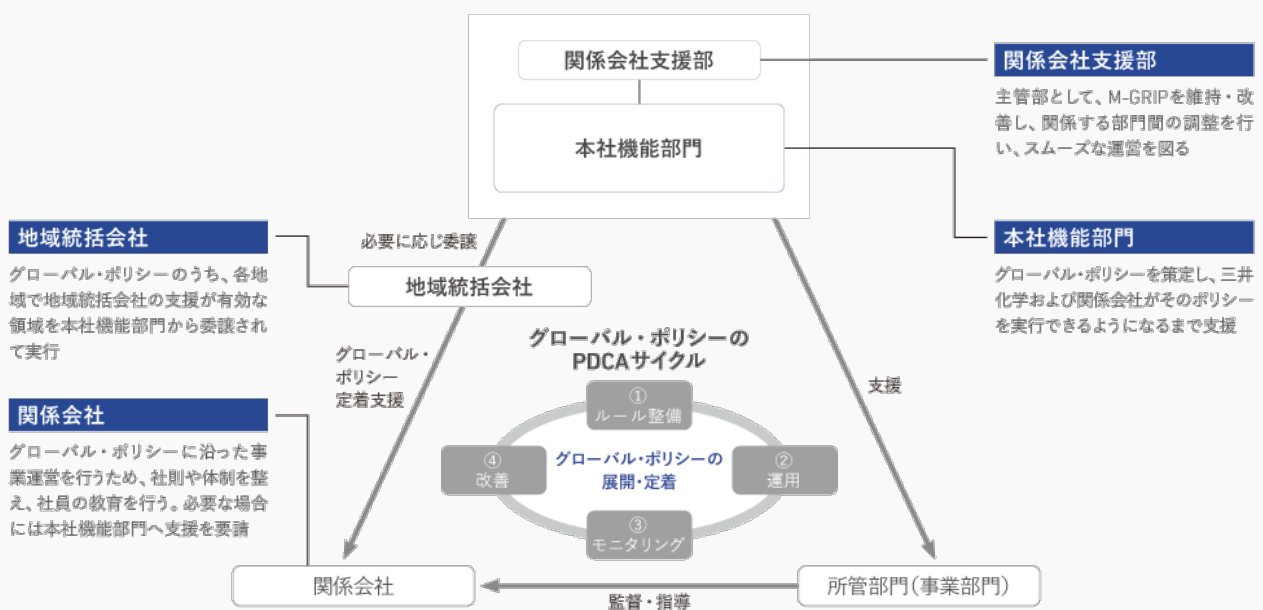 関係会社支援部
本社機能部門
関係会社支援部
主管部として、M-GRIPを維持・改
善し、関係する部門間の調整を行
い、スムーズな運営を図る
本社機能部門
グローバル・ポリシーを策定し、三井
化学および関係会社がそのポリシー
を実行できるようになるまで支援
地域統括会社
グローバル・ポリシーのうち、各地
域で地域統括会社の支援が有効な
領域を本社機能部門から委譲され
て実行
必要に応じ委譲
地域統括会社
グローバル・
ポリシー
定着支援
関係会社
グローバル・ポリシーに沿った事
業運営を行うため、社則や体制を整
え、社員の教育を行う。必要な場合
には本社機能部門へ支援を要請
グローバル・ポリシーの
PDCAサイクル
①
ルール整備
②
運用
③
モニタリング
④
改善
グローバル・ポリシーの
展開・定着
支援
関係会社
監督・指導
所管部門(事業部門)